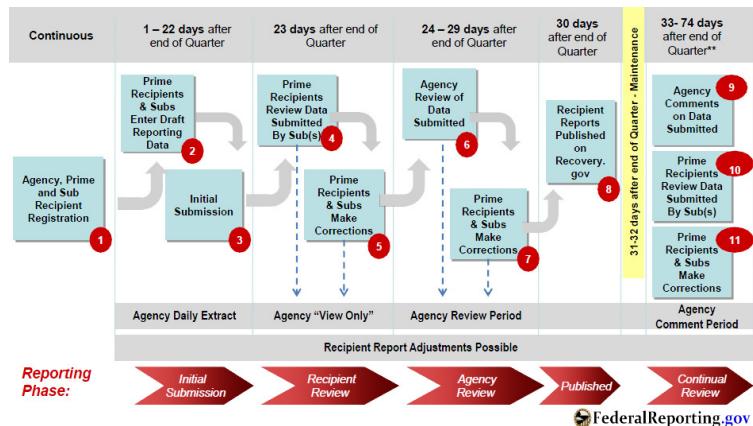 Continuous
1 – 22 days after
end of Quarter
23 days after end of
Quarter
24 – 29 days after
end of Quarter
30 days
after end of
Quarter
31-32 days after end of Quarter - Maintenance
33- 74 days
after end of
Quarter**
Agency, Prime
and Sub
Recipient
Registration
1
Prime
Recipients
& Subs
Enter Draft
Reporting
Data
2
Initial
Submission
3
Prime
Recipients
Review Data
Submitted
By Sub(s)
4
Prime
Recipients
& Subs
Make
Corrections
5
Agency
Review of
Data
Submitted
6
Prime
Recipients
& Subs
Make
Corrections
7
Recipient
Reports
Published
on
Recovery.
gov
8
Agency
Comments
on Data
Submitted
9
Prime
Recipients
Review Data
Submitted
By Sub(s)
10
Prime
Recipients
& Subs
Make
Corrections
11
Agency Daily Extract
Agency “View Only”
Agency Review Period
Agency
Comment Period
Recipient Report Adjustments Possible
Reporting
Phase:
Initial
Submission
Recipient
Review
Agency
Review
Published
Continual
Review
FederalReporting.gov